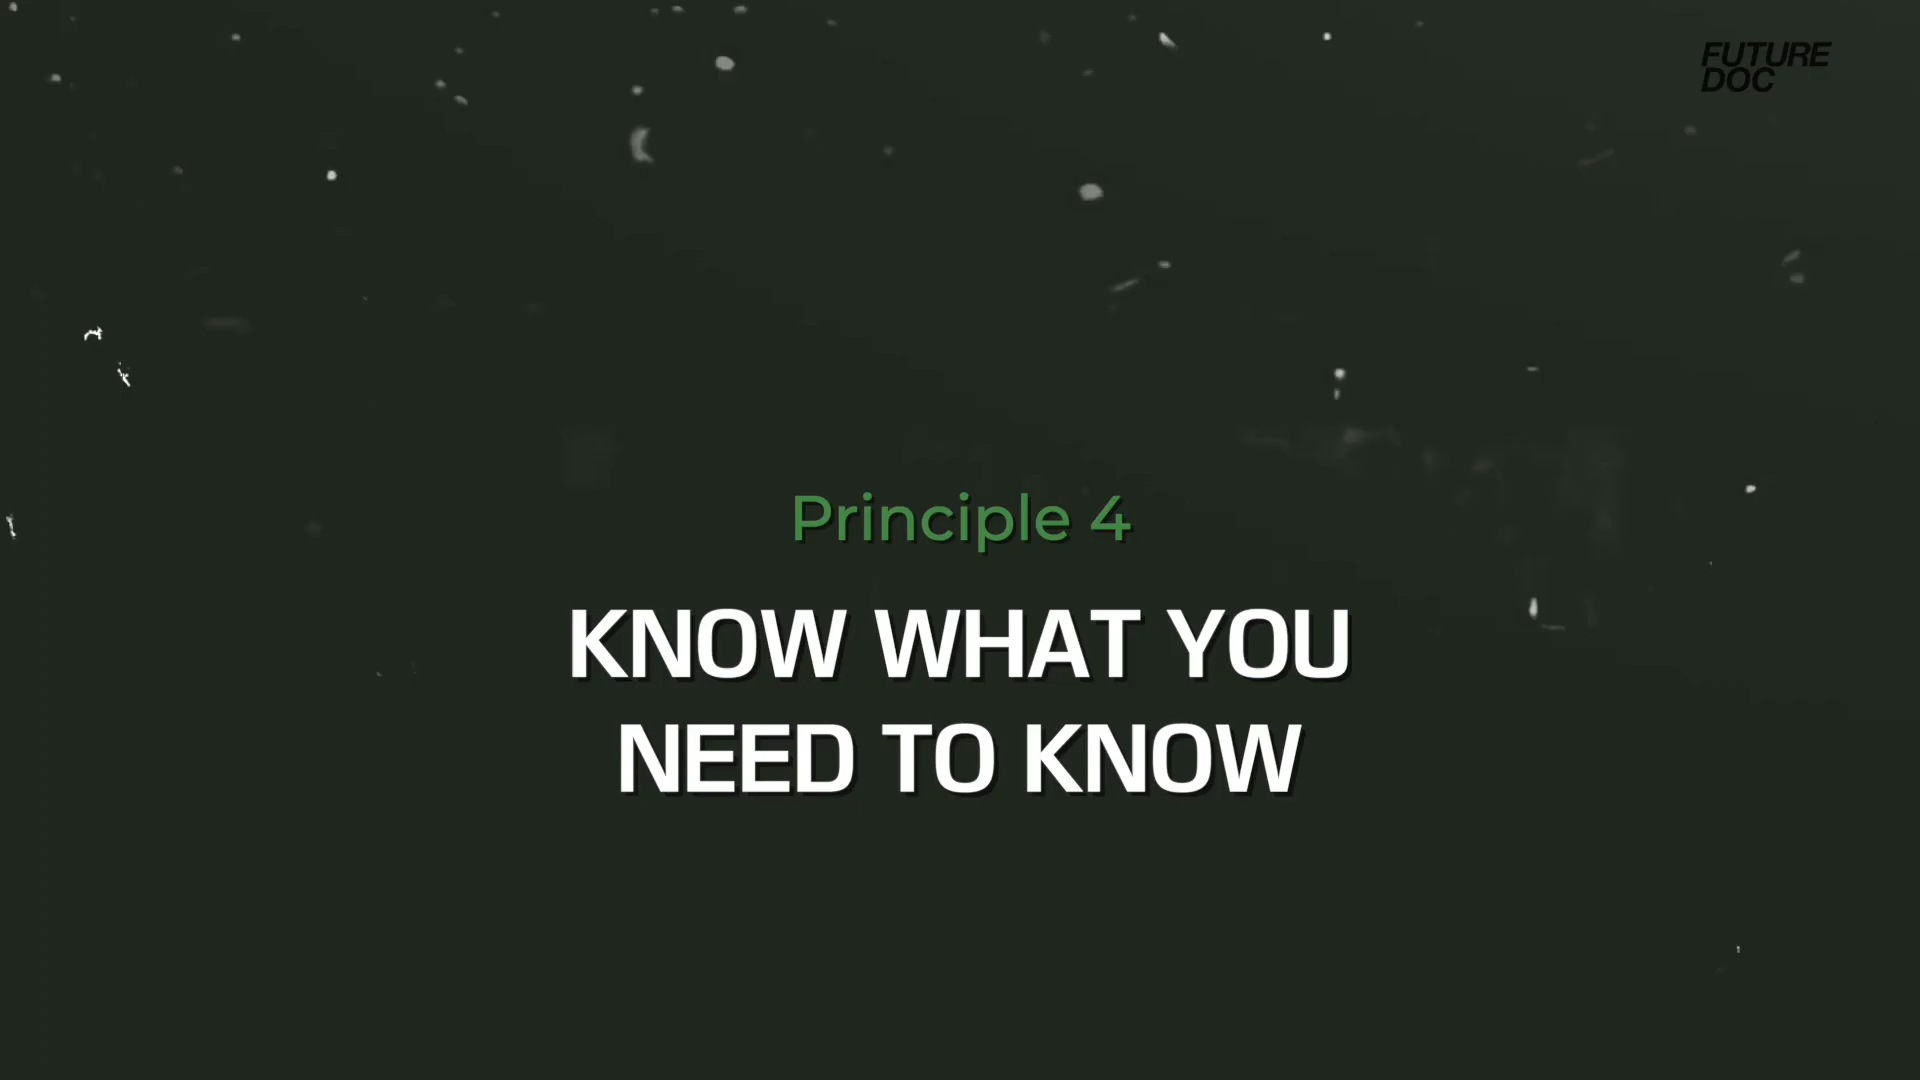 FUTURE
DOC
Principle 4
KNOW WHAT YOU
NEED TO KNOW